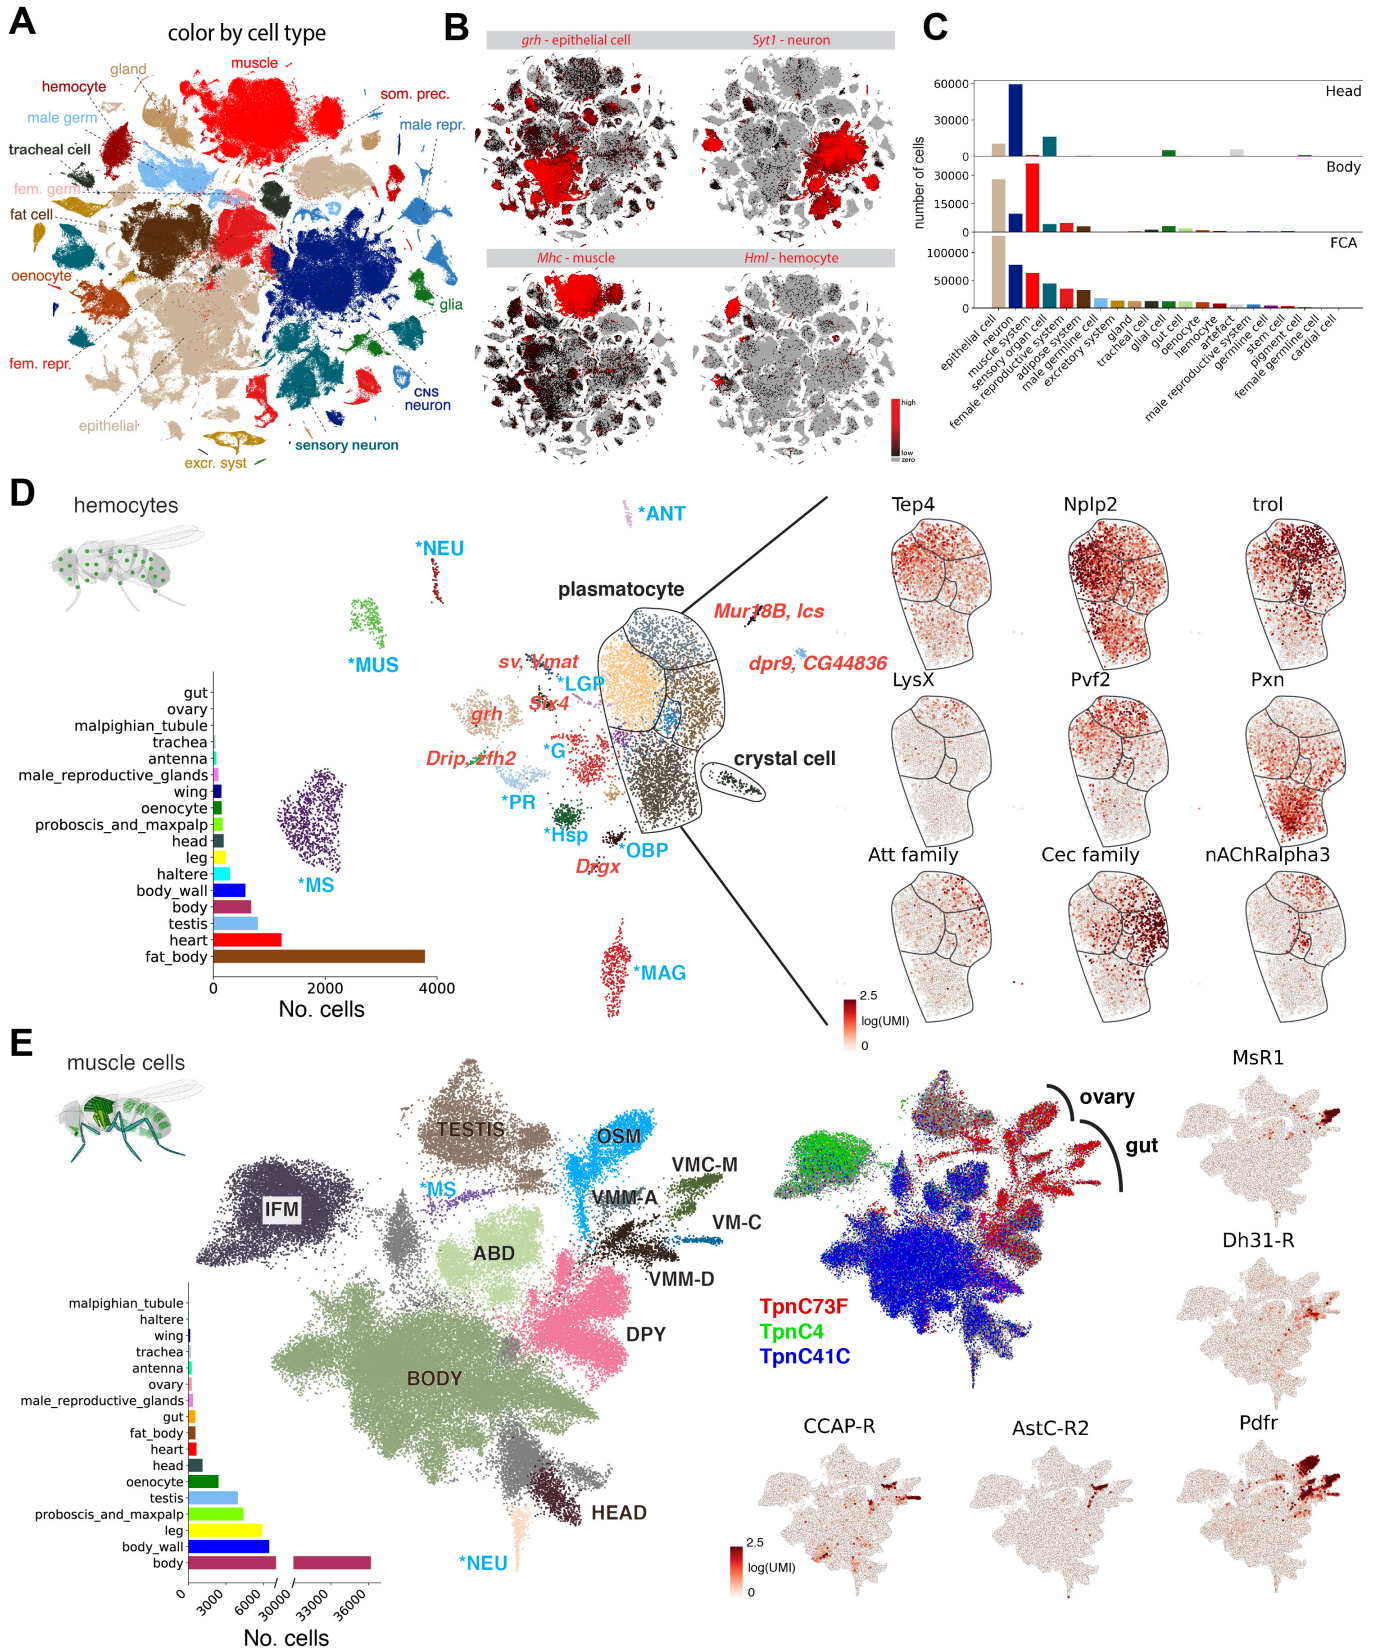 A
color by cell type
gland
muscle
hemocyte
som. prec.
male germ
male repr.
tracheal cell
fem. germ
fat cell
oenocyte
glia
fem. repr.
CNS
neuron
epithelial
sensory neuron
excr. syst
B
grh - epithelial cell
Syt1 - neuron
Mhc - muscle
Hml - hemocyte
high
low
zero
C
number of cells
60000
30000
0
Head
30000
15000
0
Body
100000
50000
0
FCA
epithelial cell
neuron
muscle system
sensory organ cell
female reproductive system
adipose system
male germline cell
excretory system
gland
tracheal cell
glial cell
gut cell
oenocyte
hemocyte
artefact
male reproductive system
germline cell
stem cell
pigment cell
female germline cell
cardial cell
D
hemocytes
*ANT
*NEU
plasmatocyte
Mur18B, Ics
*MUS
sv, Vmat
dpr9, CG44836
*LGP
Six4
grh
*G
Drip, zfh2
crystal cell
*PR
*Hsp
*OBP
Drgx
*MS
*MAG
gut
ovary
malpighian_tubule
trachea
antenna
male_reproductive_glands
wing
oenocyte
proboscis_and_maxpalp
head
leg
haltere
body_wall
body
testis
heart
fat_body
0
2000
4000
No. cells
Tep4
Nplp2
trol
LysX
Pvf2
Pxn
Att family
Cec family
nAChRalpha3
2.5
log(UMI)
0
E
muscle cells
TESTIS
OSM
*MS
VMC-M
VMM-A
IFM
VM-C
ABD
VMM-D
DPY
BODY
HEAD
*NEU
malpighian_tubule
haltere
wing
trachea
antenna
ovary
male_reproductive_glands
gut
fat_body
heart
head
oenocyte
testis
proboscis_and_maxpalp
leg
body_wall
body
0
3000
6000
30000
33000
36000
No. cells
ovary
gut
TpnC73F
TpnC4
TpnC41C
MsR1
Dh31-R
CCAP-R
AstC-R2
Pdfr
2.5
log(UMI)
0